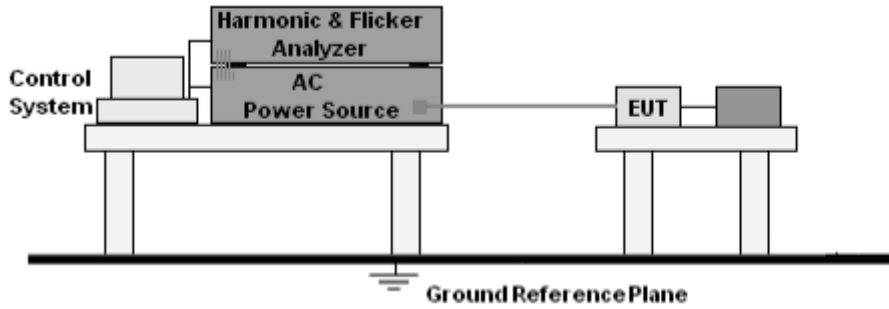 Harmonic & Flicker
Analyzer
Control
System
AC
Power Source
EUT
Ground Reference Plane